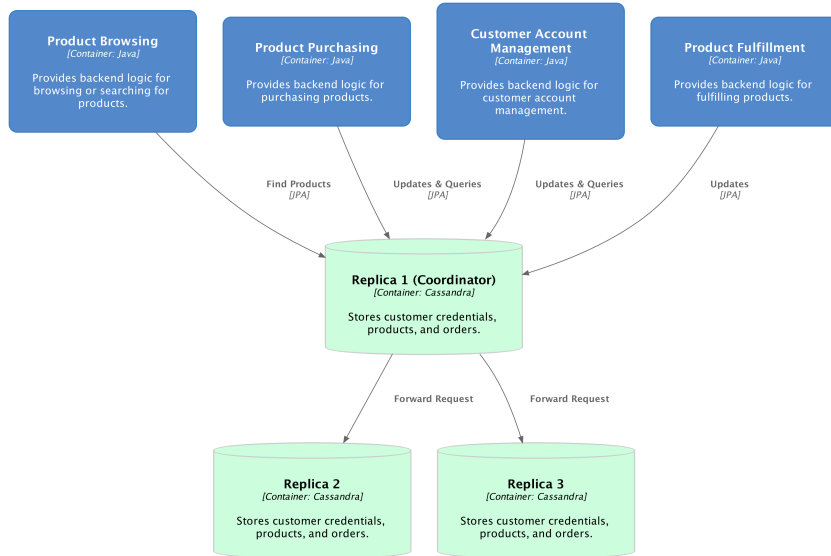 Product Browsing
[Container: Java]
Provides backend logic for
browsing or searching for
products.
Product Purchasing
[Container: Java]
Provides backend logic for
purchasing products.
Customer Account
Management
[Container: Java]
Provides backend logic for
customer account
management.
Product Fulfillment
[Container: Java]
Provides backend logic for
fulfilling products.
Find Products
[JPA]
Updates & Queries
[JPA]
Updates & Queries
[JPA]
Updates
[JPA]
Replica 1 (Coordinator)
[Container: Cassandra]
Stores customer credentials,
products, and orders.
Forward Request
Forward Request
Replica 2
[Container: Cassandra]
Stores customer credentials,
products, and orders.
Replica 3
[Container: Cassandra]
Stores customer credentials,
products, and orders.